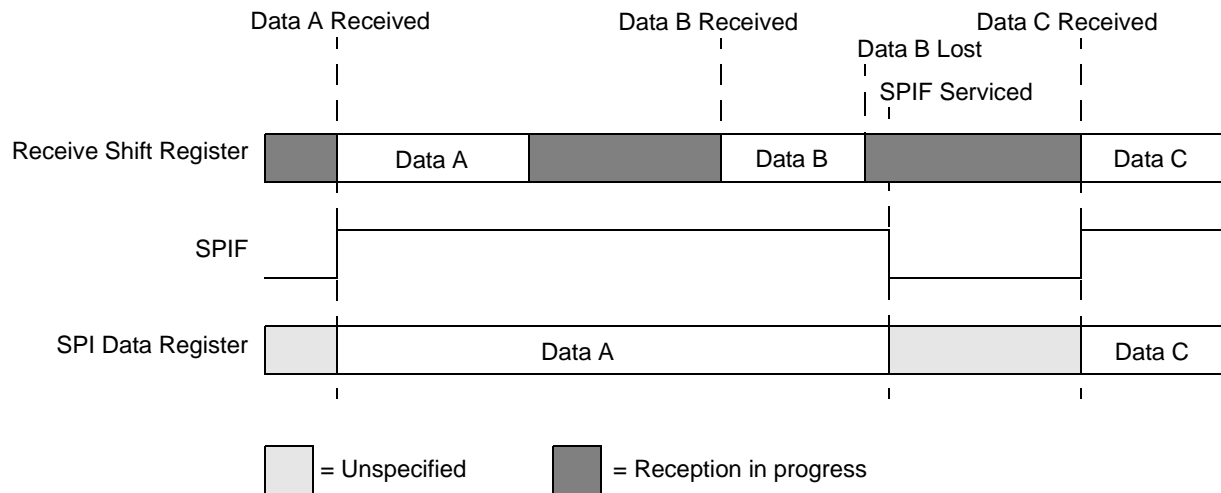 Data A Received
Data B Received
Data C Received
Data B Lost
SPIF Serviced
Receive Shift Register
Data A
Data B
Data C
SPIF
SPI Data Register
Data A
Data C
= Unspecified
= Reception in progress